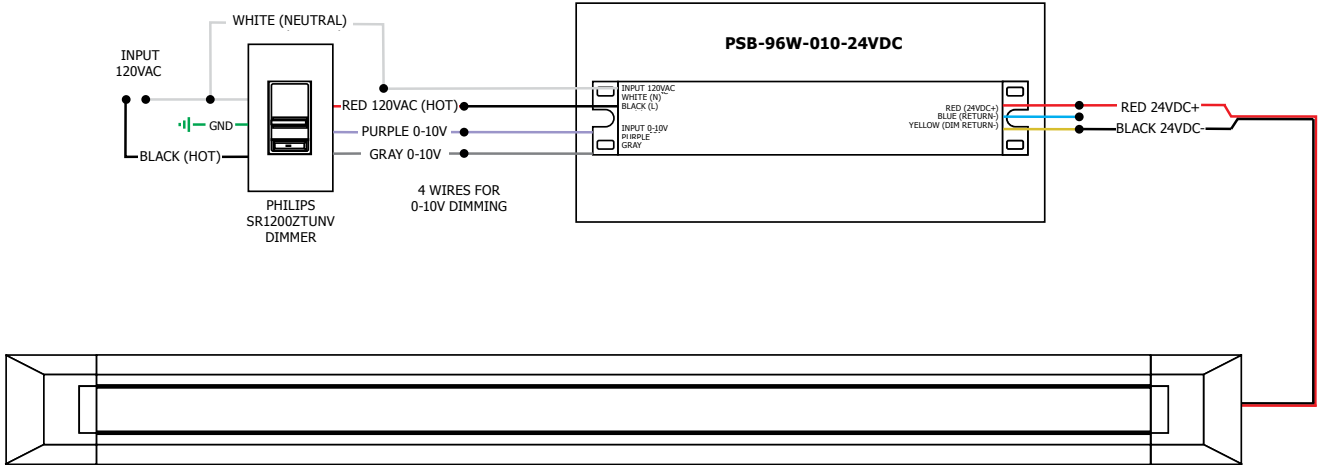 WHITE (NEUTRAL)
INPUT
120VAC
GND
BLACK (HOT)
PHILIPS
SR1200ZTUNV
DIMMER
RED 120VAC (HOT)
PURPLE 0-10V
GRAY 0-10V
4 WIRES FOR
0-10V DIMMING
PSB-96W-010-24VDC
INPUT 120VAC
WHITE (N)
BLACK (L)
INPUT 0-10V
PURPLE
GRAY
RED (24VDC+)
BLUE (RETURN-)
YELLOW (DIM RETURN-)
RED 24VDC+
BLACK 24VDC-